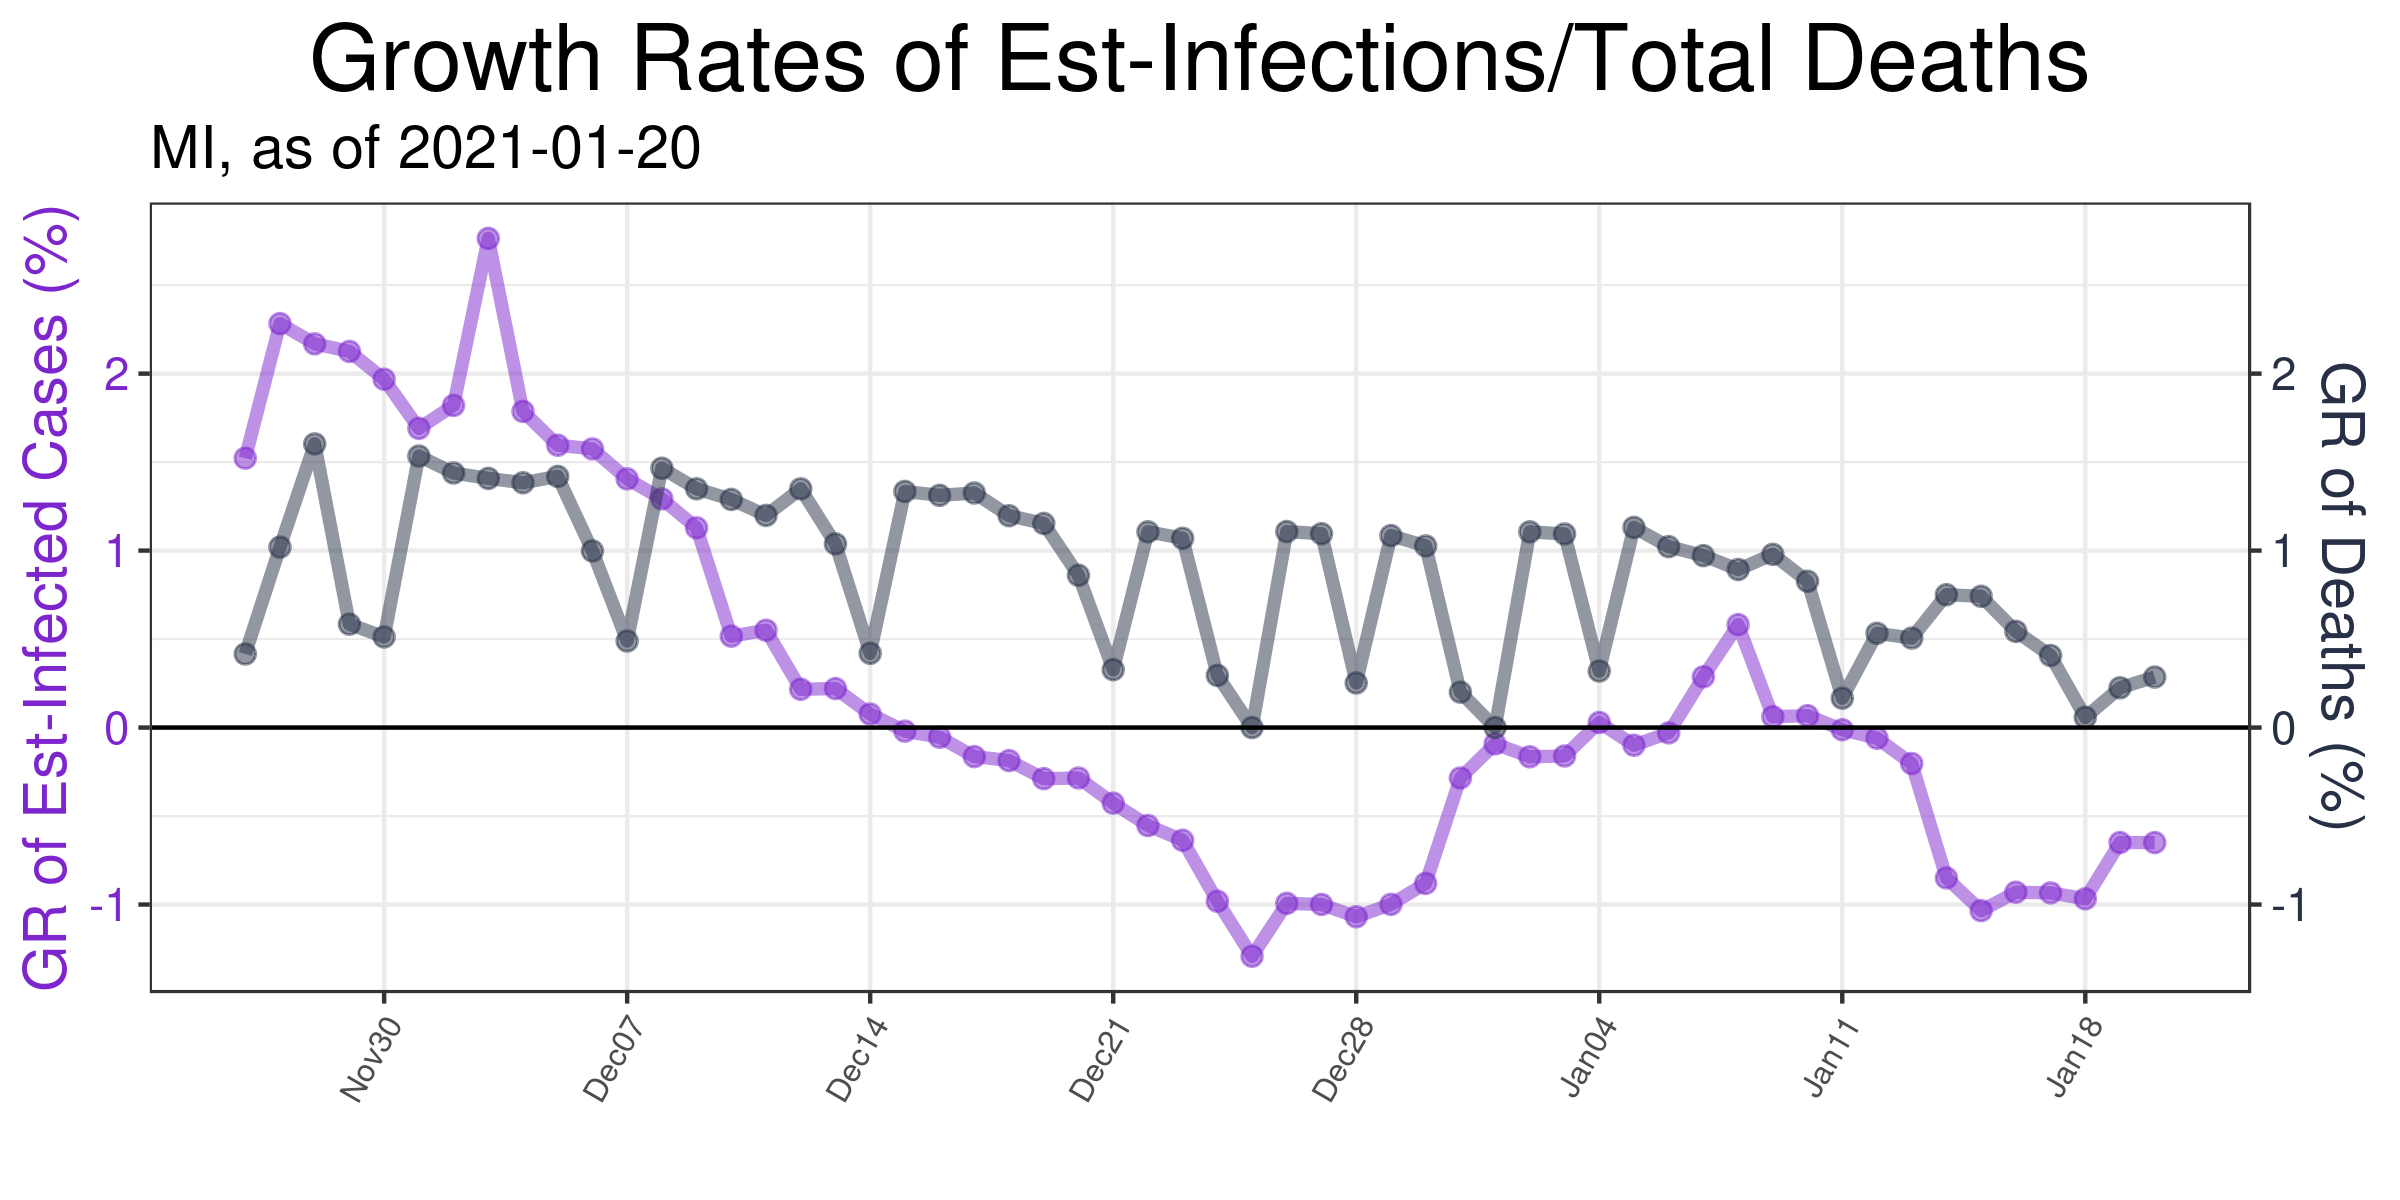 Growth Rates of Est-Infections/Total Deaths
MI, as of 2021-01-20
GR of Est-Infected Cases (%)
2
1
0
-1
2
1
0
-1
GR of Deaths (%)
Nov30
Dec07
Dec14
Dec21
Dec28
Jan04
Jan11
Jan18